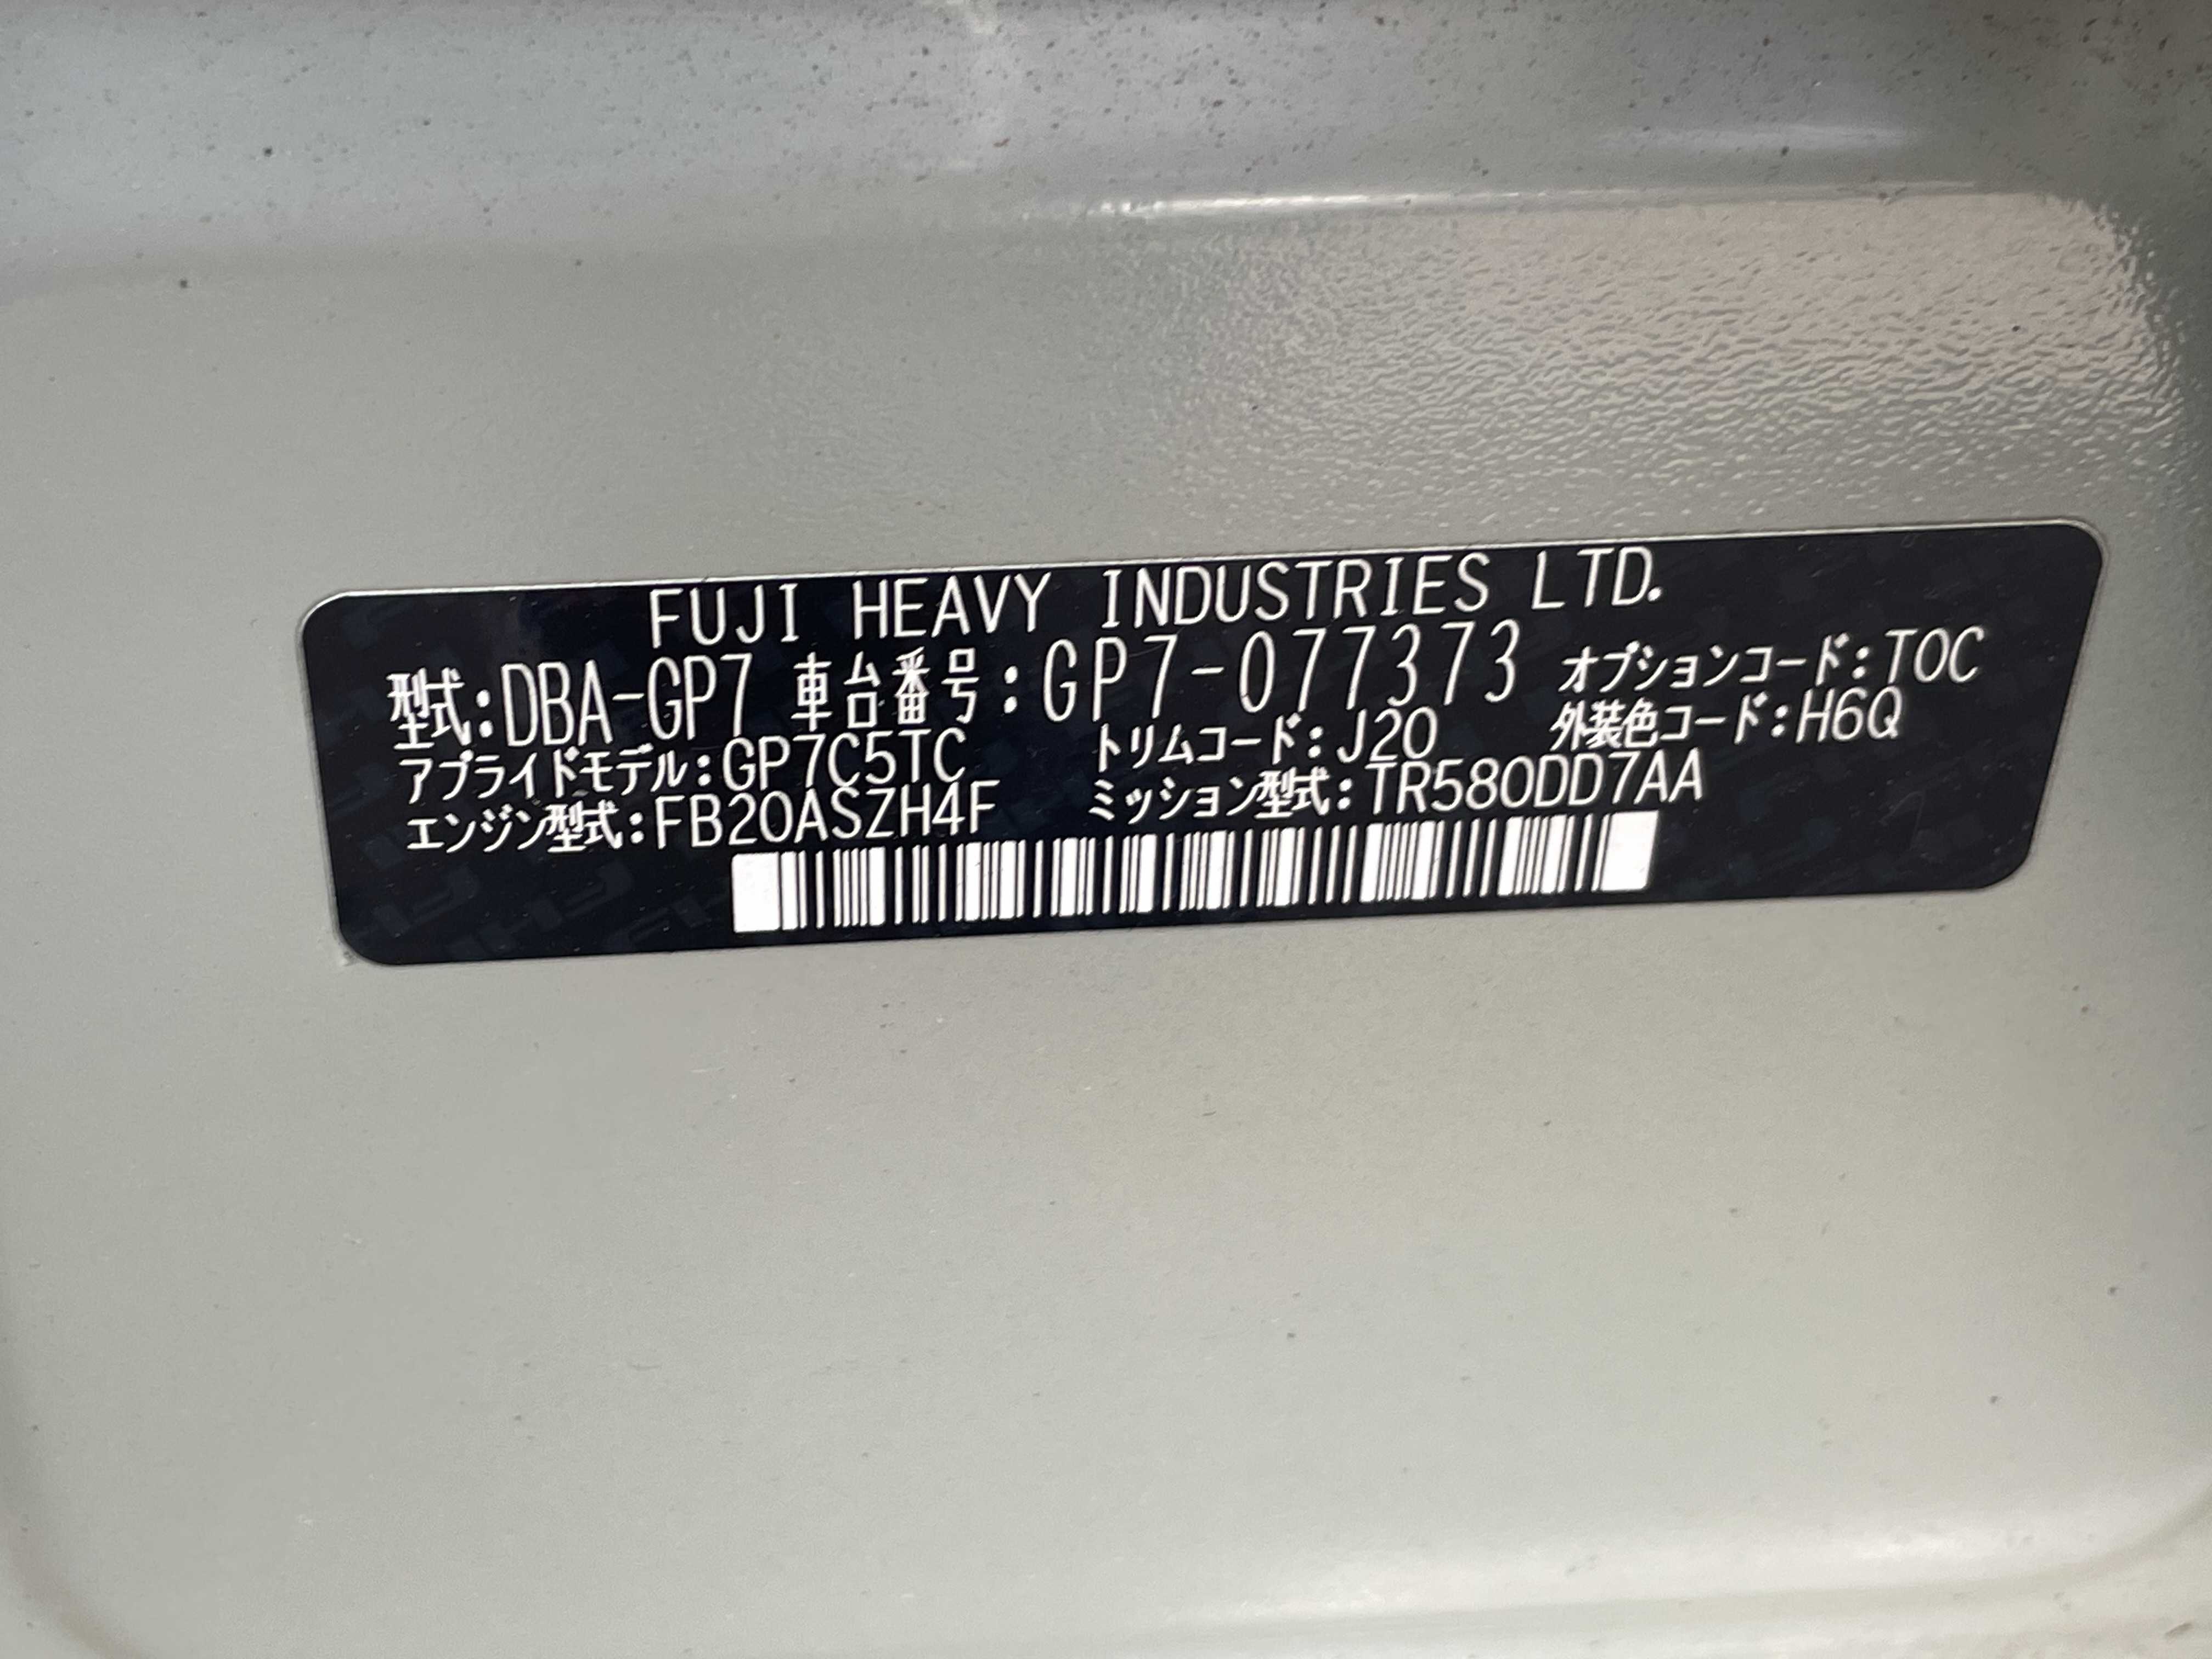 FUJI HEAVY INDUSTRIES LTD.
型式:DBA-GP7 車台番号:GP7-077373 オプションコード:TOC
アプライドモデル:GP7C5TC トリムコード:J20 外装色コード:H6Q
エンジン型式:FB20ASZH4F ミッション型式:TR580DD7AA